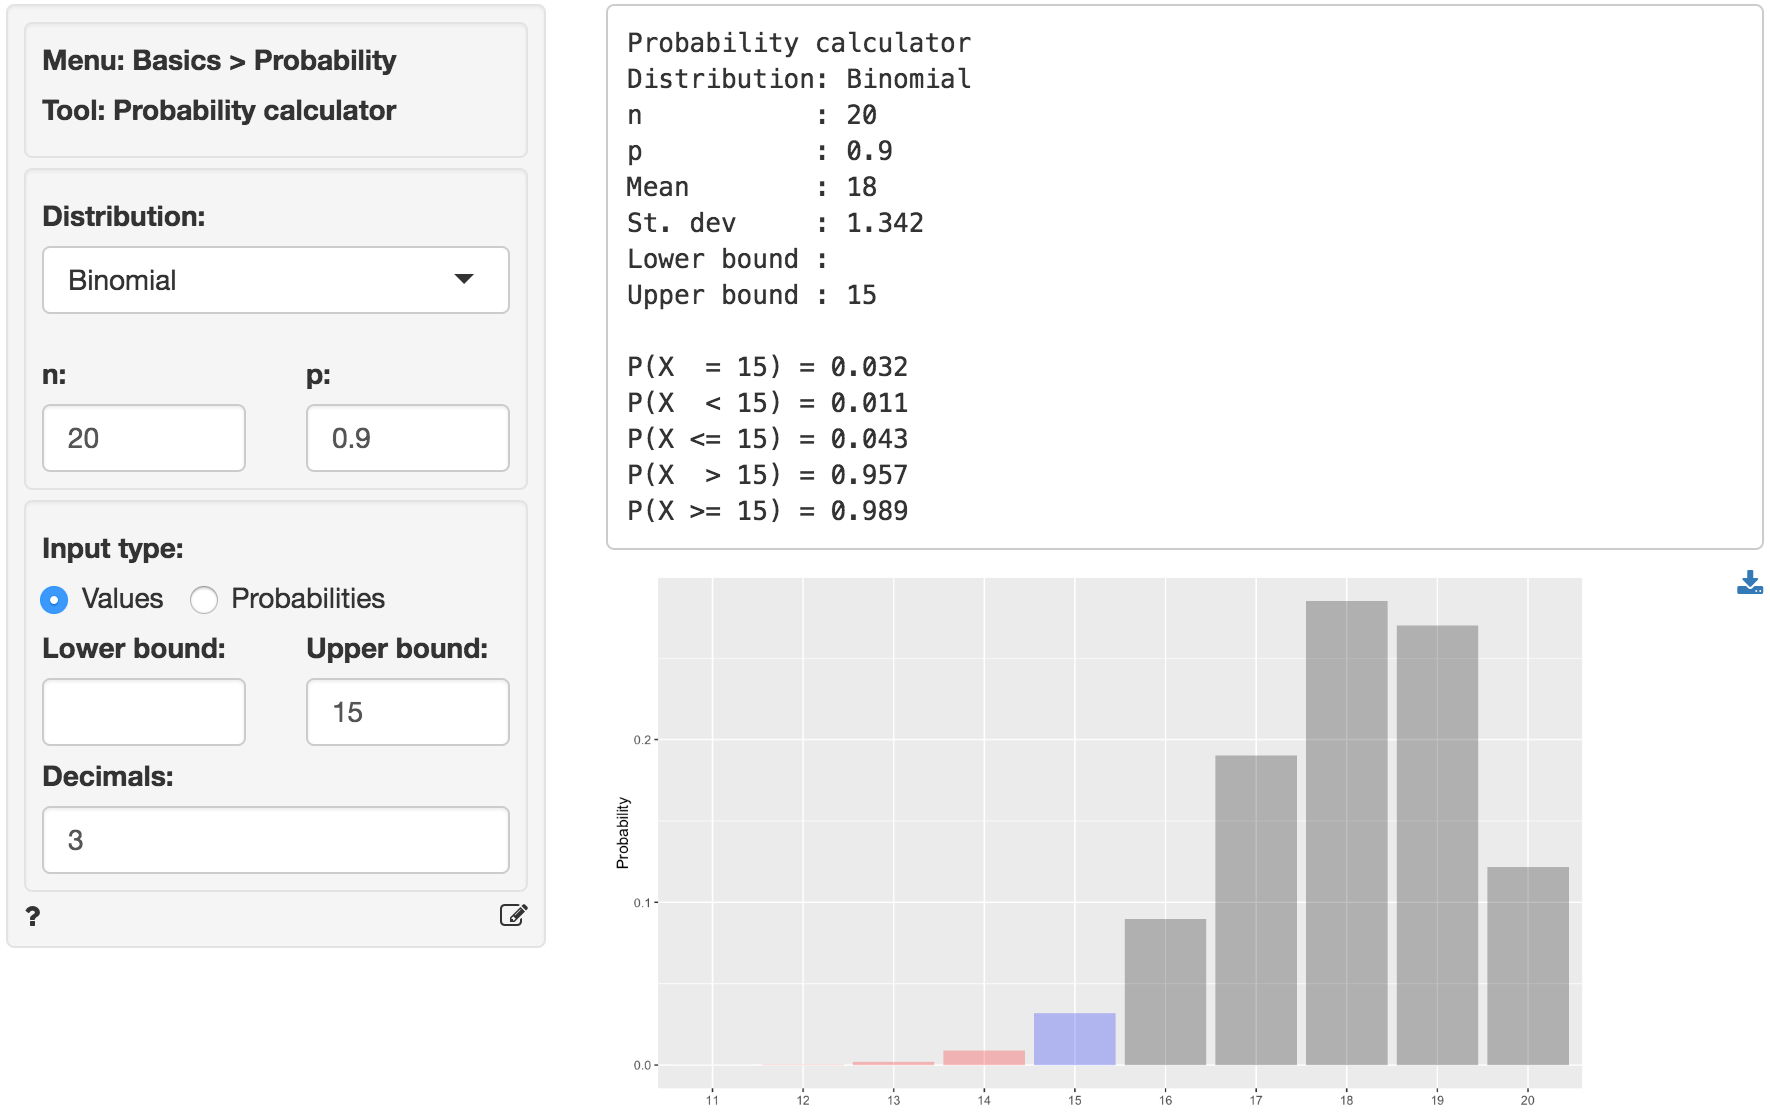 Menu: Basics > Probability
Tool: Probability calculator
Distribution:
Binomial
n: p:
20 0.9
Input type:
Values Probabilities
Lower bound: Upper bound:
15
Decimals:
3
?
Probability calculator
Distribution: Binomial
n            : 20
p            : 0.9
Mean         : 18
St. dev      : 1.342
Lower bound  :
Upper bound  : 15
P(X  = 15) = 0.032
P(X  < 15) = 0.011
P(X <= 15) = 0.043
P(X  > 15) = 0.957
P(X >= 15) = 0.989
0.2
Probability
0.1
0.0
11 12 13 14 15 16 17 18 19 20